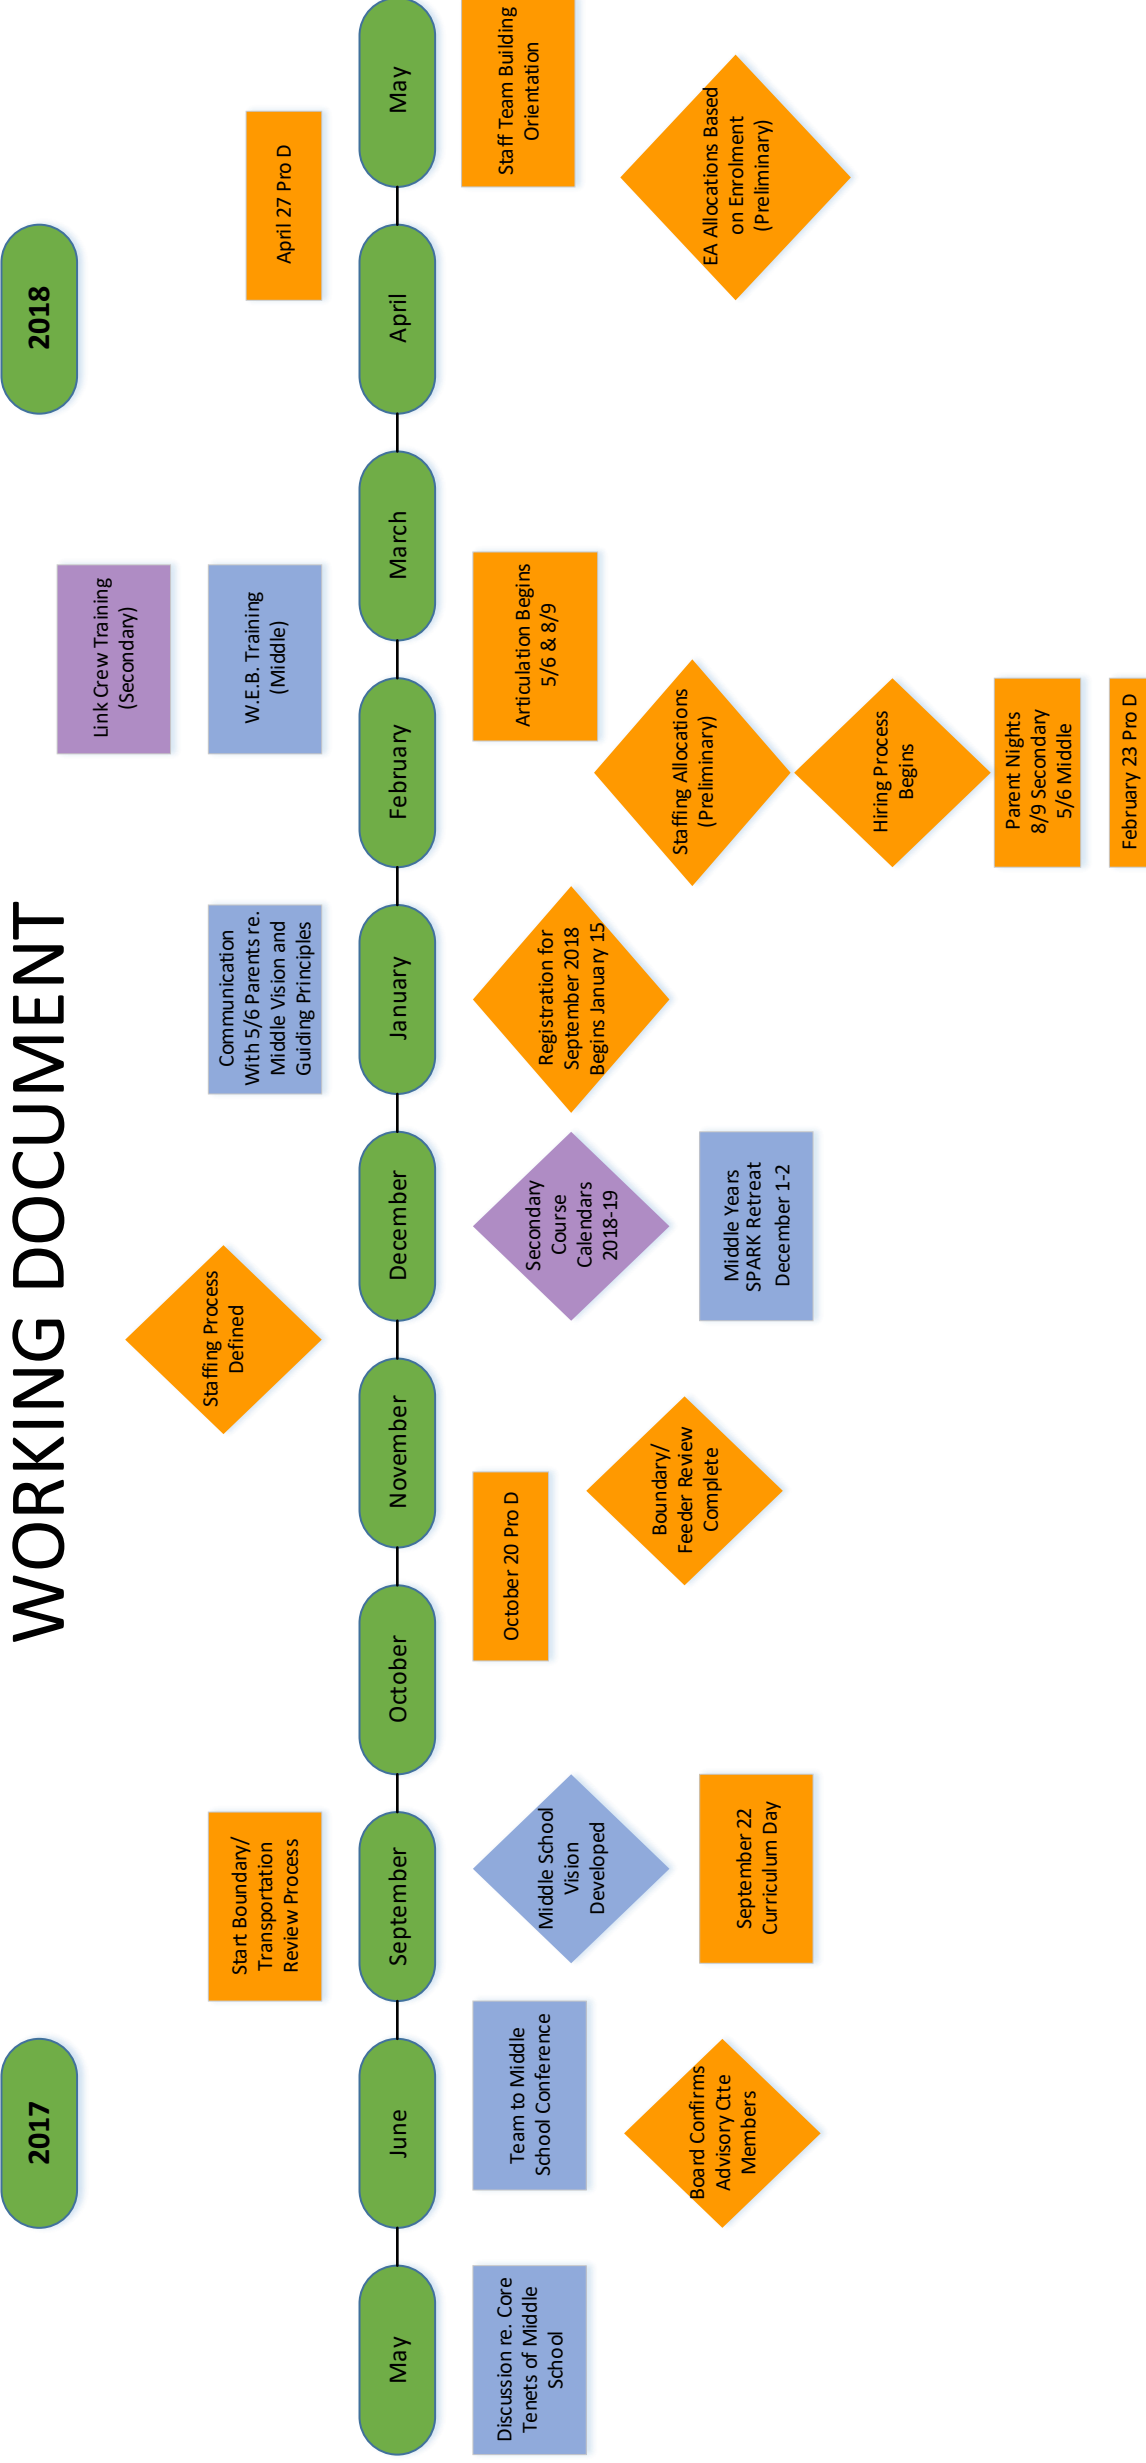 WORKING DOCUMENT
2017
2018
Start Boundary/
Transportation
Review Process
Staffing Process
Defined
Communication
With 5/6 Parents re.
Middle Vision and
Guiding Principles
Link Crew Training
(Secondary)
W.E.B. Training
(Middle)
April 27 Pro D
May
June
September
October
November
December
January
February
March
April
May
Discussion re. Core
Tenets of Middle
School
Team to Middle
School Conference
Board Confirms
Advisory Ctte
Members
Middle School
Vision
Developed
September 22
Curriculum Day
October 20 Pro D
Boundary/
Feeder Review
Complete
Secondary
Course
Calendars
2018-19
Middle Years
SPARK Retreat
December 1-2
Registration for
September 2018
Begins January 15
Articulation Begins
5/6 & 8/9
Staffing Allocations
(Preliminary)
Hiring Process
Begins
Parent Nights
8/9 Secondary
5/6 Middle
February 23 Pro D
Staff Team Building
Orientation
EA Allocations Based
on Enrolment
(Preliminary)